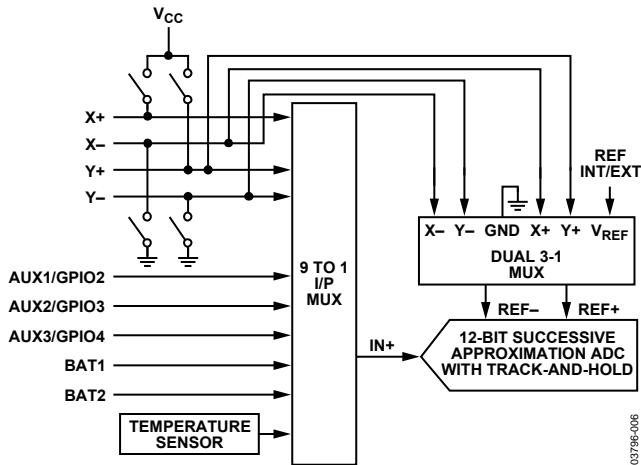 VCC
X+
X–
Y+
Y–
REF
INT/EXT
X– Y– GND X+ Y+ VREF
DUAL 3-1
MUX
9 TO 1
I/P
MUX
AUX1/GPIO2
AUX2/GPIO3
AUX3/GPIO4
BAT1
BAT2
REF– REF+
IN+
12-BIT SUCCESSIVE
APPROXIMATION ADC
WITH TRACK-AND-HOLD
TEMPERATURE
SENSOR
03796-006